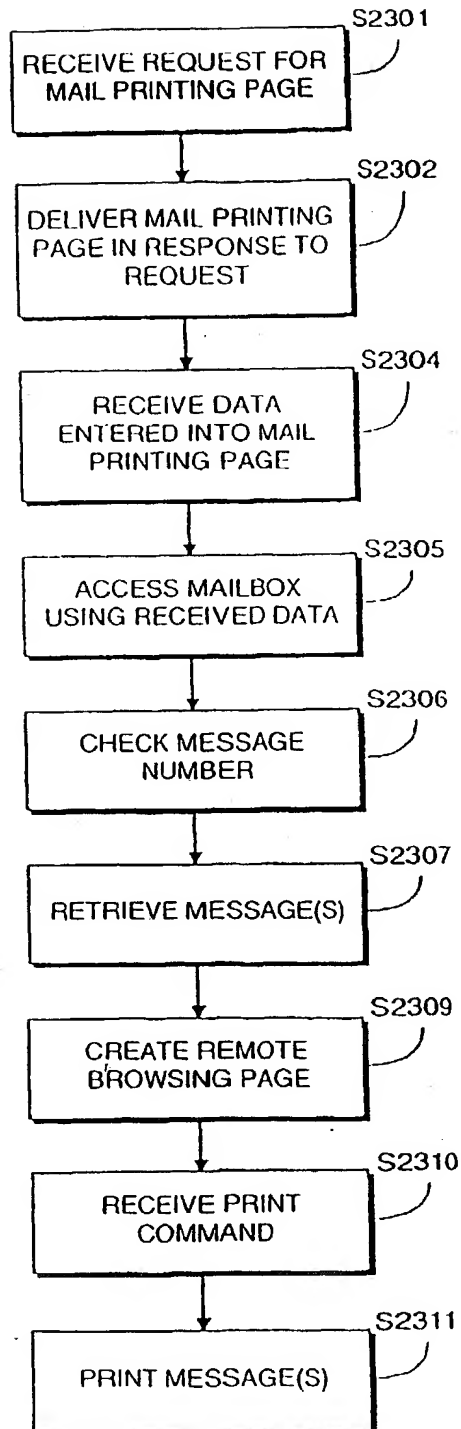 S2301
RECEIVE REQUEST FOR
MAIL PRINTING PAGE
S2302
DELIVER MAIL PRINTING
PAGE IN RESPONSE TO
REQUEST
S2304
RECEIVE DATA
ENTERED INTO MAIL
PRINTING PAGE
S2305
ACCESS MAILBOX
USING RECEIVED DATA
S2306
CHECK MESSAGE
NUMBER
S2307
RETRIEVE MESSAGE(S)
S2309
CREATE REMOTE
BROWSING PAGE
S2310
RECEIVE PRINT
COMMAND
S2311
PRINT MESSAGE(S)